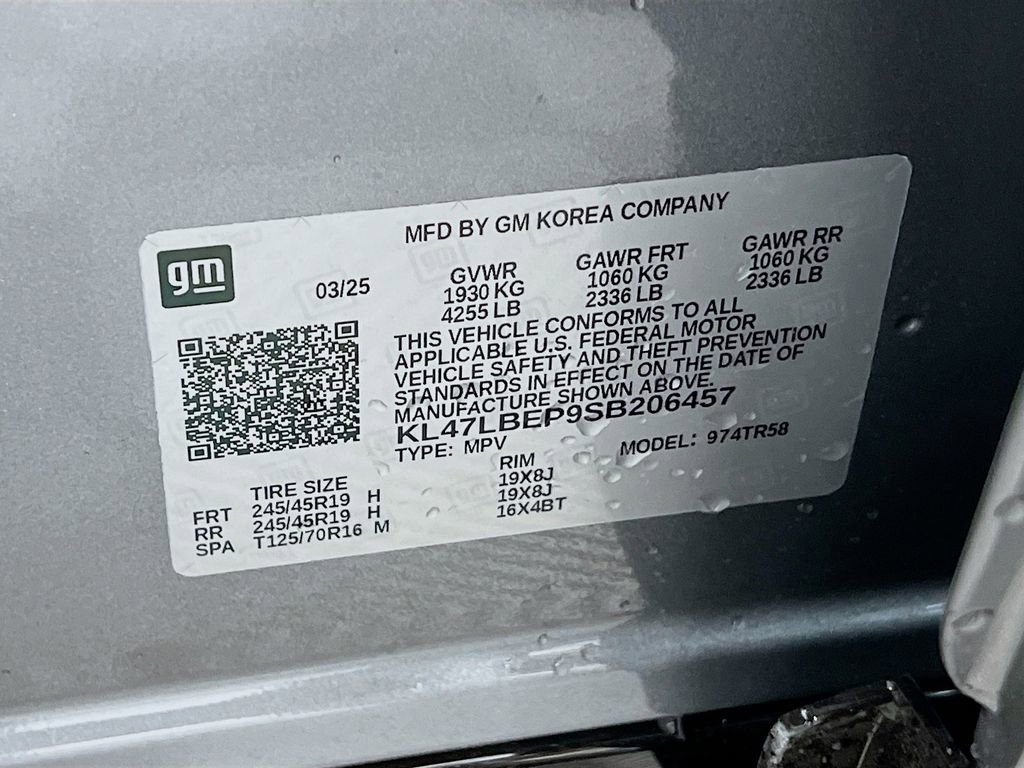 MFD BY GM KOREA COMPANY
gm
03/25
GVWR GAWR FRT GAWR RR
1930 KG 1060 KG 1060 KG
4255 LB 2336 LB 2336 LB
THIS VEHICLE CONFORMS TO ALL
APPLICABLE U.S. FEDERAL MOTOR
VEHICLE SAFETY AND THEFT PREVENTION
STANDARDS IN EFFECT ON THE DATE OF
MANUFACTURE SHOWN ABOVE.
KL47LBEP9SB206457
TYPE: MPV MODEL: 974TR58
TIRE SIZE RIM
FRT 245/45R19 H 19X8J
RR 245/45R19 H 19X8J
SPA T125/70R16 M 16X4BT